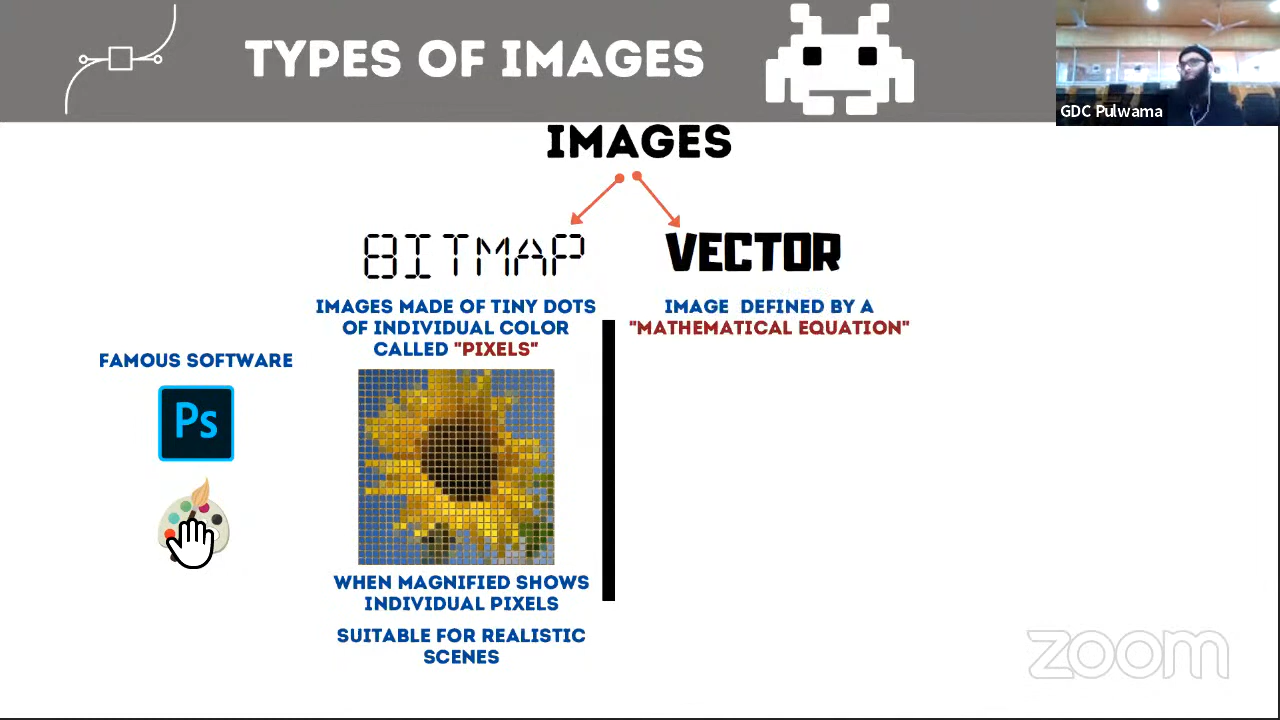 TYPES OF IMAGES
GDC Pulwama
IMAGES
BITMAP
VECTOR
IMAGES MADE OF TINY DOTS
OF INDIVIDUAL COLOR
CALLED "PIXELS"
IMAGE DEFINED BY A
"MATHEMATICAL EQUATION"
FAMOUS SOFTWARE
Ps
WHEN MAGNIFIED SHOWS
INDIVIDUAL PIXELS
SUITABLE FOR REALISTIC
SCENES
zoom